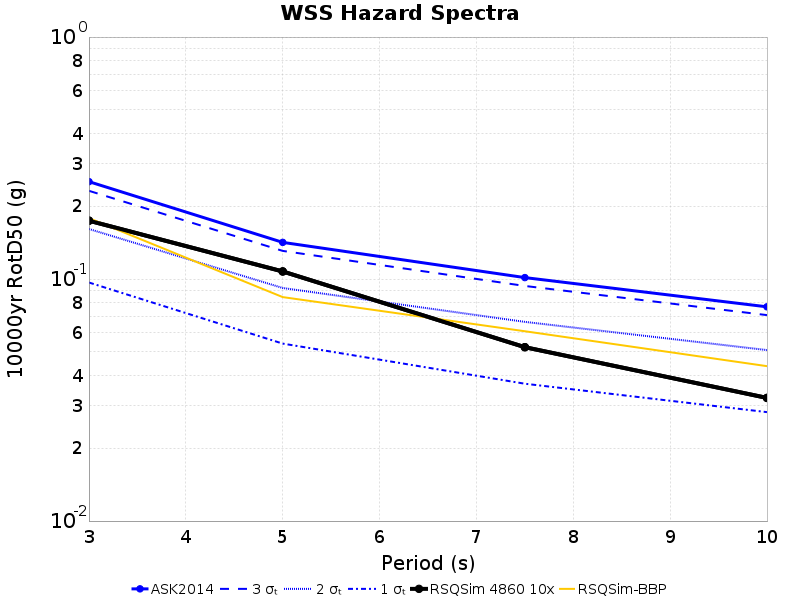 WSS Hazard Spectra
10000yr RotD50 (g)
10^0
8
6
4
3
2
10^-1
8
6
4
3
2
10^-2
3 4 5 6 7 8 9 10
Period (s)
ASK2014 3 σₜ 2 σₜ 1 σₜ RSQSim 4860 10x RSQSim-BBP